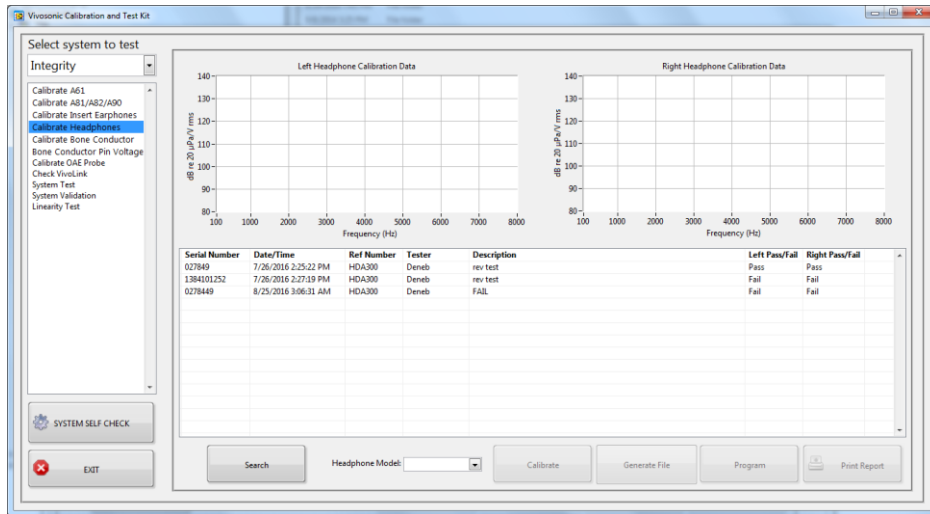 Vivosonic Calibration and Test Kit
Select system to test
Integrity
Calibrate A61
Calibrate A81/A82/A90
Calibrate Insert Earphones
Calibrate Headphones
Calibrate Bone Conductor
Bone Conductor Pin Voltage
Calibrate OAE Probe
Check VivoLink
System Test
System Validation
Linearity Test
SYSTEM SELF CHECK
EXIT
Left Headphone Calibration Data
dB re 20 µPa/V rms
140
130
120
110
100
90
80
100 1000 2000 3000 4000 5000 6000 7000 8000
Frequency (Hz)
Right Headphone Calibration Data
dB re 20 µPa/V rms
140
130
120
110
100
90
80
100 1000 2000 3000 4000 5000 6000 7000 8000
Frequency (Hz)
Serial Number Date/Time Ref Number Tester Description Left Pass/Fail Right Pass/Fail
027849 7/26/2016 2:25:22 PM HDA300 Deneb rev test Pass Pass
1384101252 7/26/2016 2:27:19 PM HDA300 Deneb rev test Fail Fail
0278449 8/25/2016 3:06:31 AM HDA300 Deneb FAIL Fail Fail
Search Headphone Model: Calibrate Generate File Program Print Report